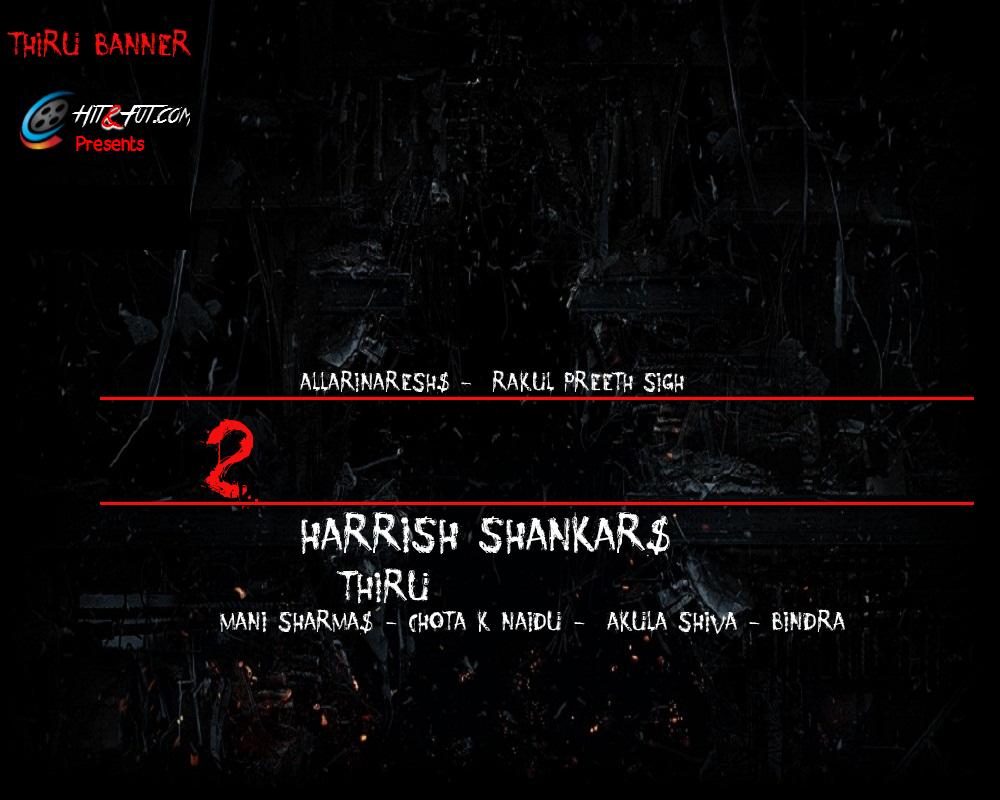 THIRU BANNER
HIT&FUT.COM
Presents
ALLARINARESH$ - RAKUL PREETH SIGH
2..
HARRISH SHANKAR$
THIRU
MANI SHARMA$ - CHOTA K NAIDU - AKULA SHIVA - BINDRA